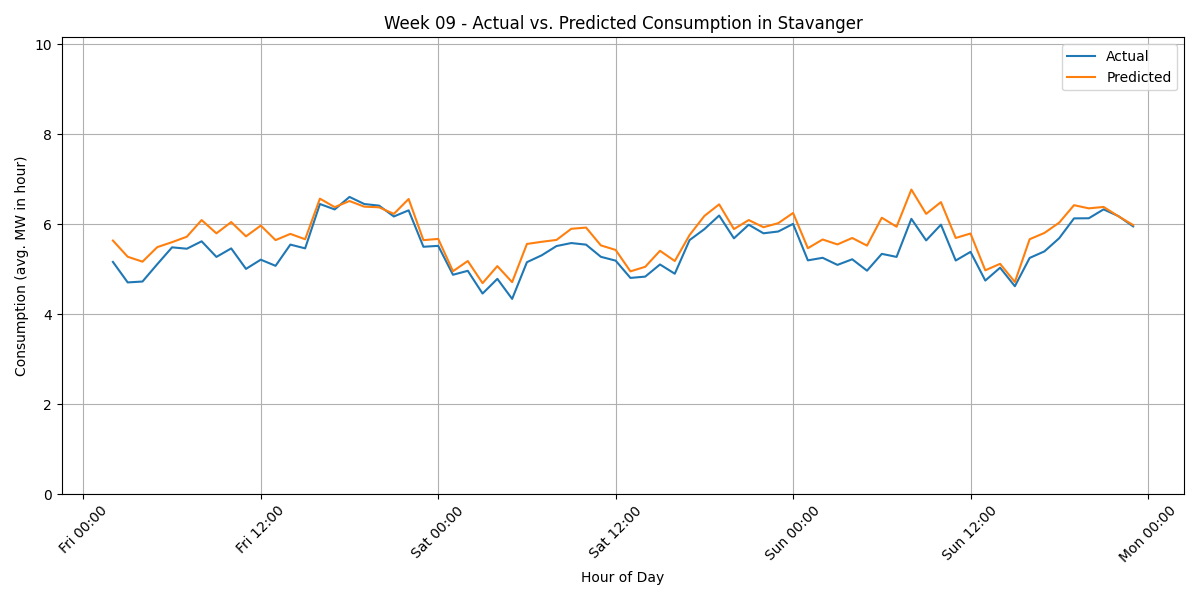 Week 09 - Actual vs. Predicted Consumption in Stavanger
Actual
Predicted
Consumption (avg. MW in hour)
10
8
6
4
2
0
Fri 00:00
Fri 12:00
Sat 00:00
Sat 12:00
Sun 00:00
Sun 12:00
Mon 00:00
Hour of Day